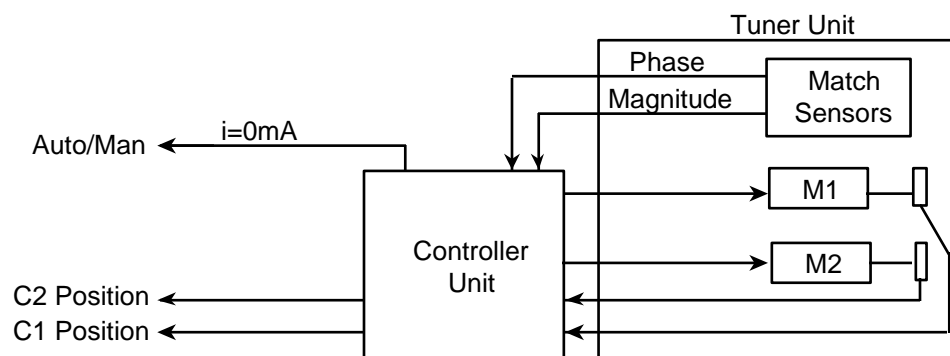 Tuner Unit
Phase
Match
Sensors
Magnitude
Auto/Man
i=0mA
M1
Controller
Unit
M2
C2 Position
C1 Position